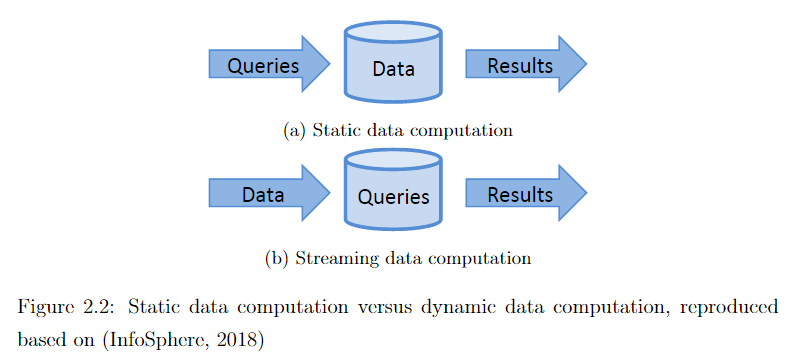 Queries Data Results
(a) Static data computation
Data Queries Results
(b) Streaming data computation
Figure 2.2: Static data computation versus dynamic data computation, reproduced
based on (InfoSphere, 2018)